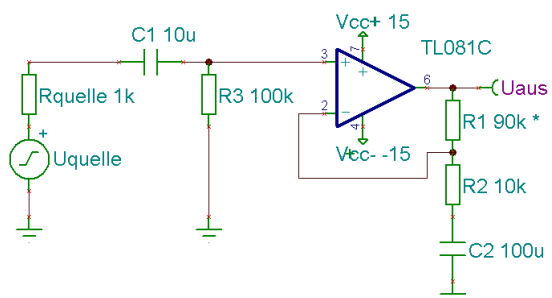 C1 10u
Vcc+ 15
TL081C
Rquelle 1k
+
Uquelle
R3 100k
3
+
7
+
2
-
4
6
Uaus
R1 90k *
+
Vcc- -15
R2 10k
C2 100u